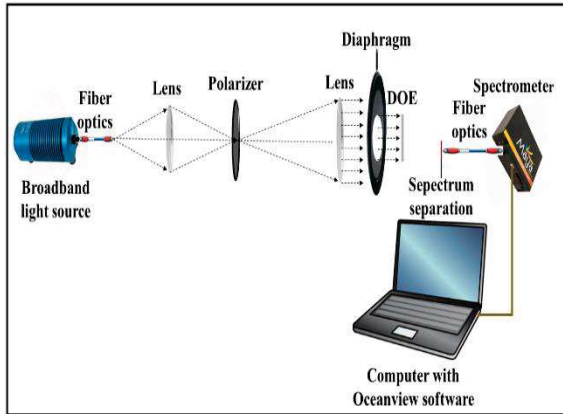 Diaphragm
Fiber
optics
Lens
Polarizer
Lens
DOE
Spectrometer
Fiber
optics
Broadband
light source
Sepectrum
separation
Maya
Computer with
Oceanview software